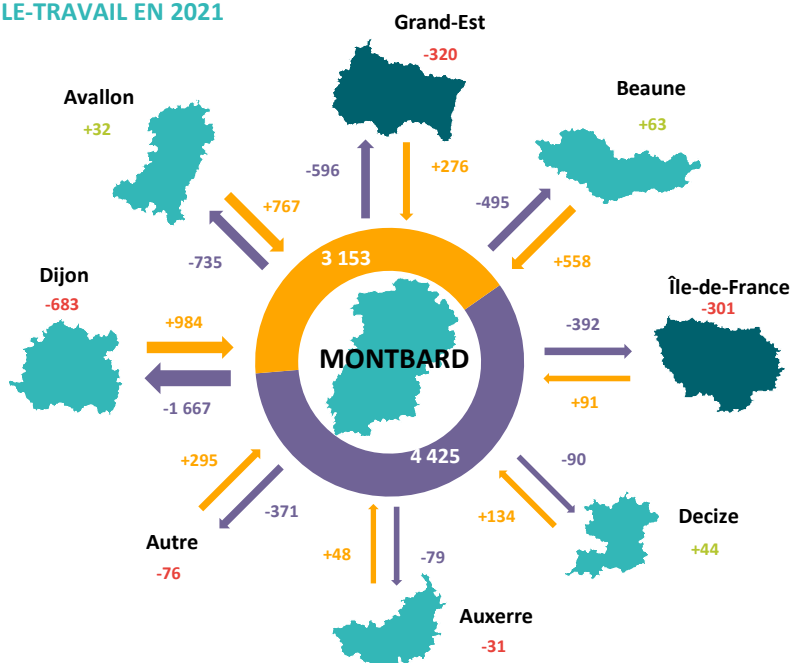 LE-TRAVAIL EN 2021
Grand-Est
-320
Avallon
+32
Beaune
+63
-596
+276
+767
-735
-495
+558
3 153
Dijon
-683
+984
-1 667
MONTBARD
Île-de-France
-301
-392
+91
4 425
+295
-371
Autre
-76
-90
+134
Decize
+44
+48
-79
Auxerre
-31